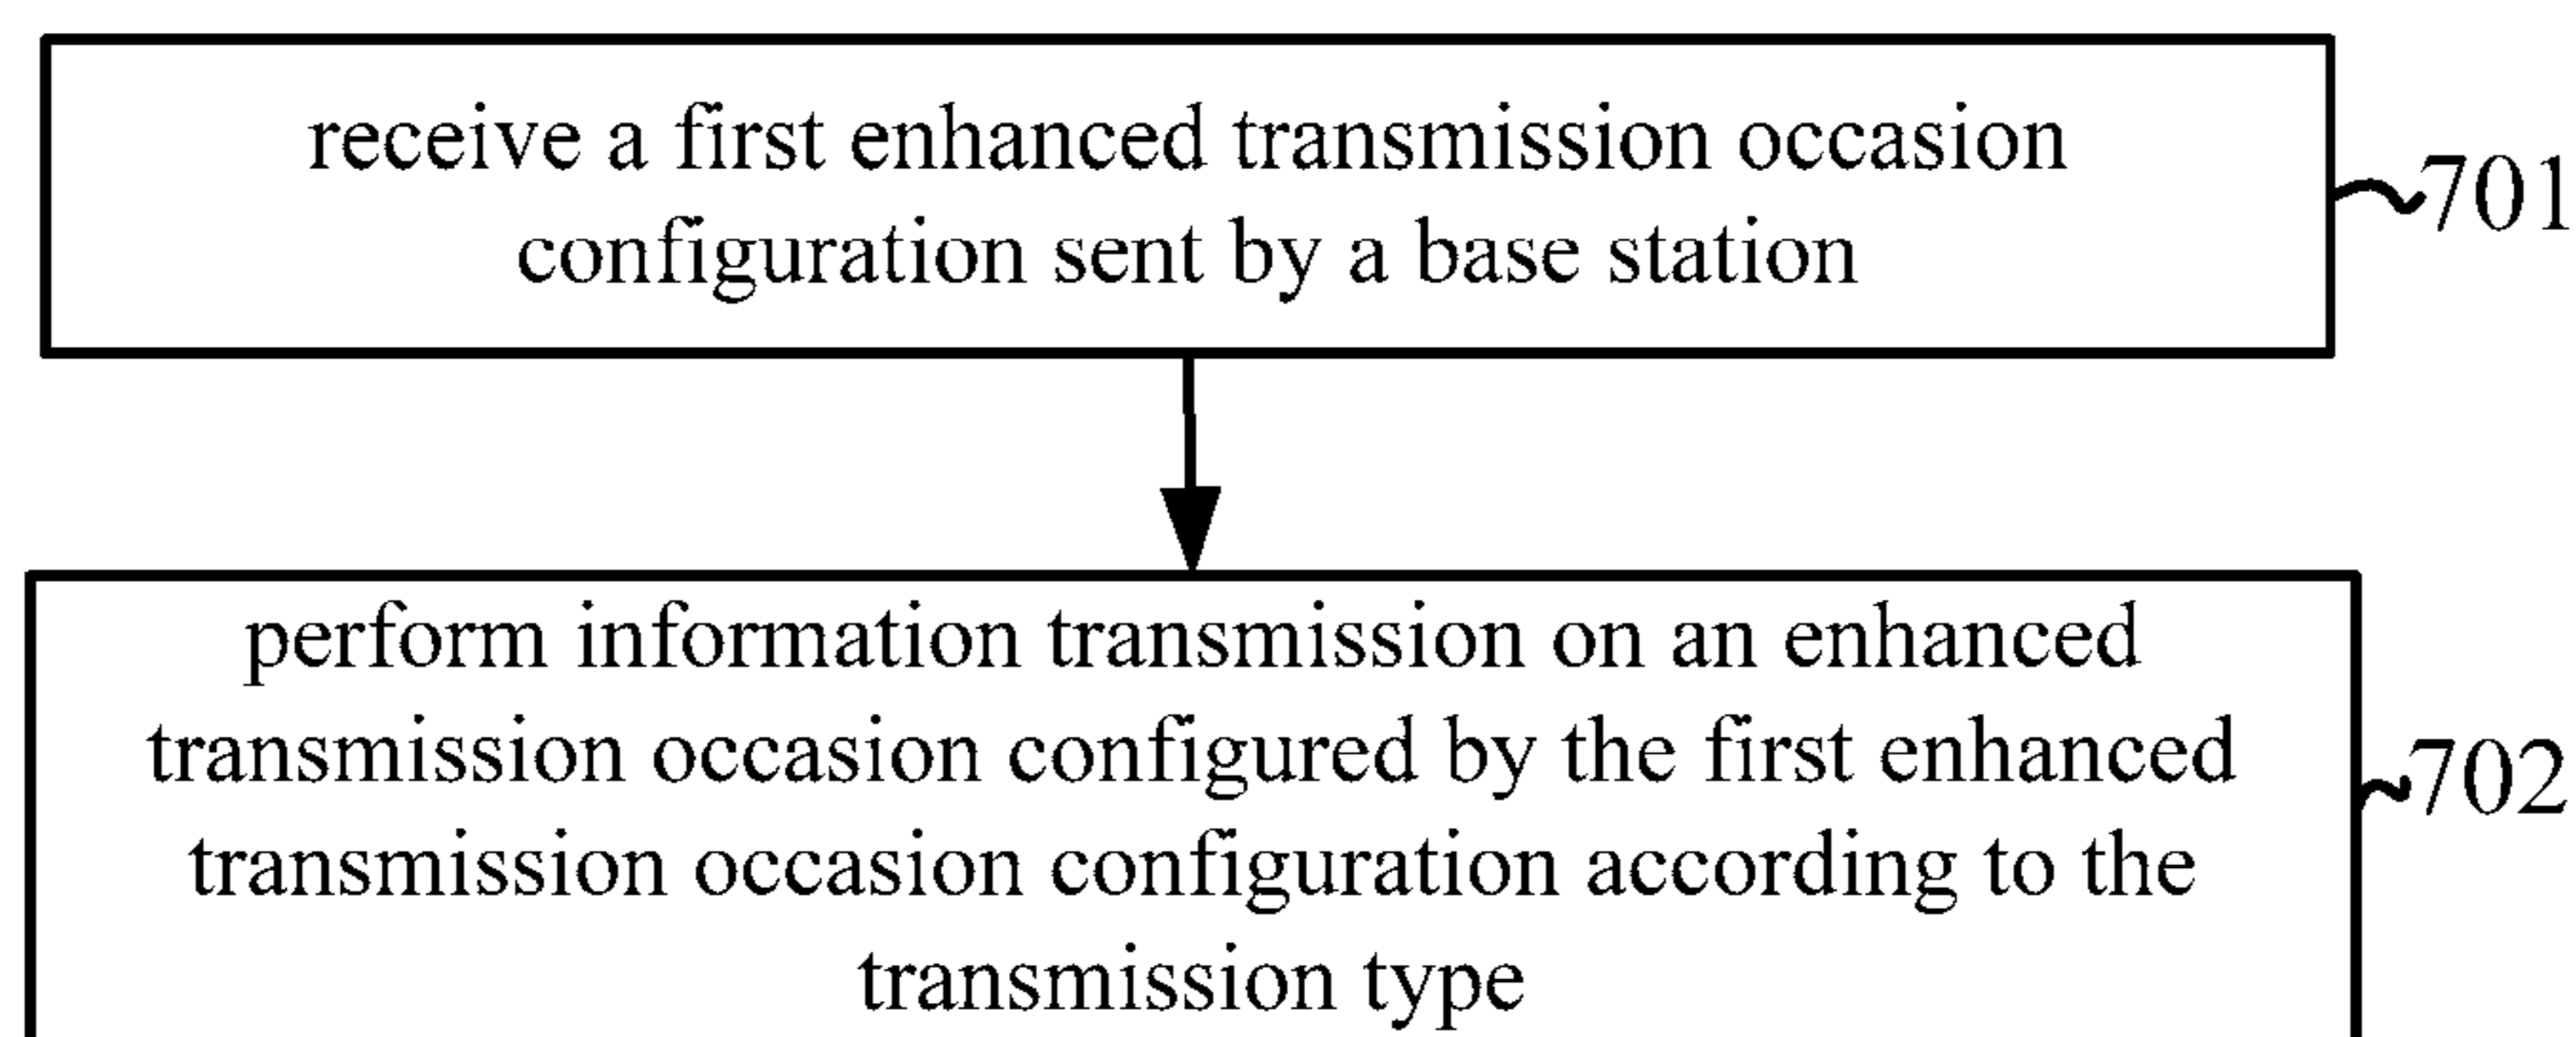 receive a first enhanced transmission occasion
configuration sent by a base station
701
perform information transmission on an enhanced
transmission occasion configured by the first enhanced
transmission occasion configuration according to the
transmission type
702